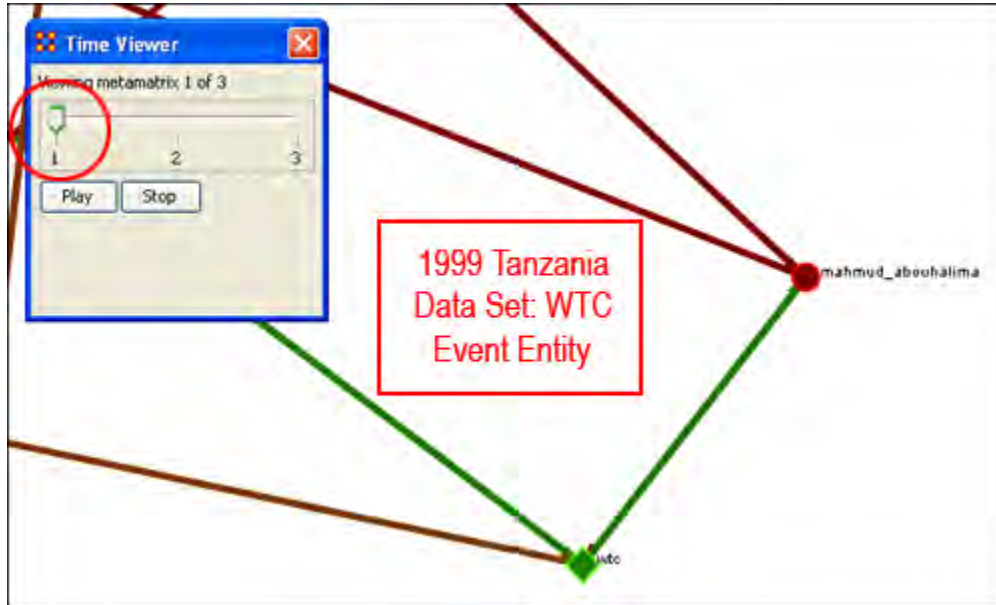 Time Viewer
Viewing metamatrix 1 of 3
1 2 3
Play Stop
1999 Tanzania
Data Set: WTC
Event Entity
mahmud_abouhalima
wtc